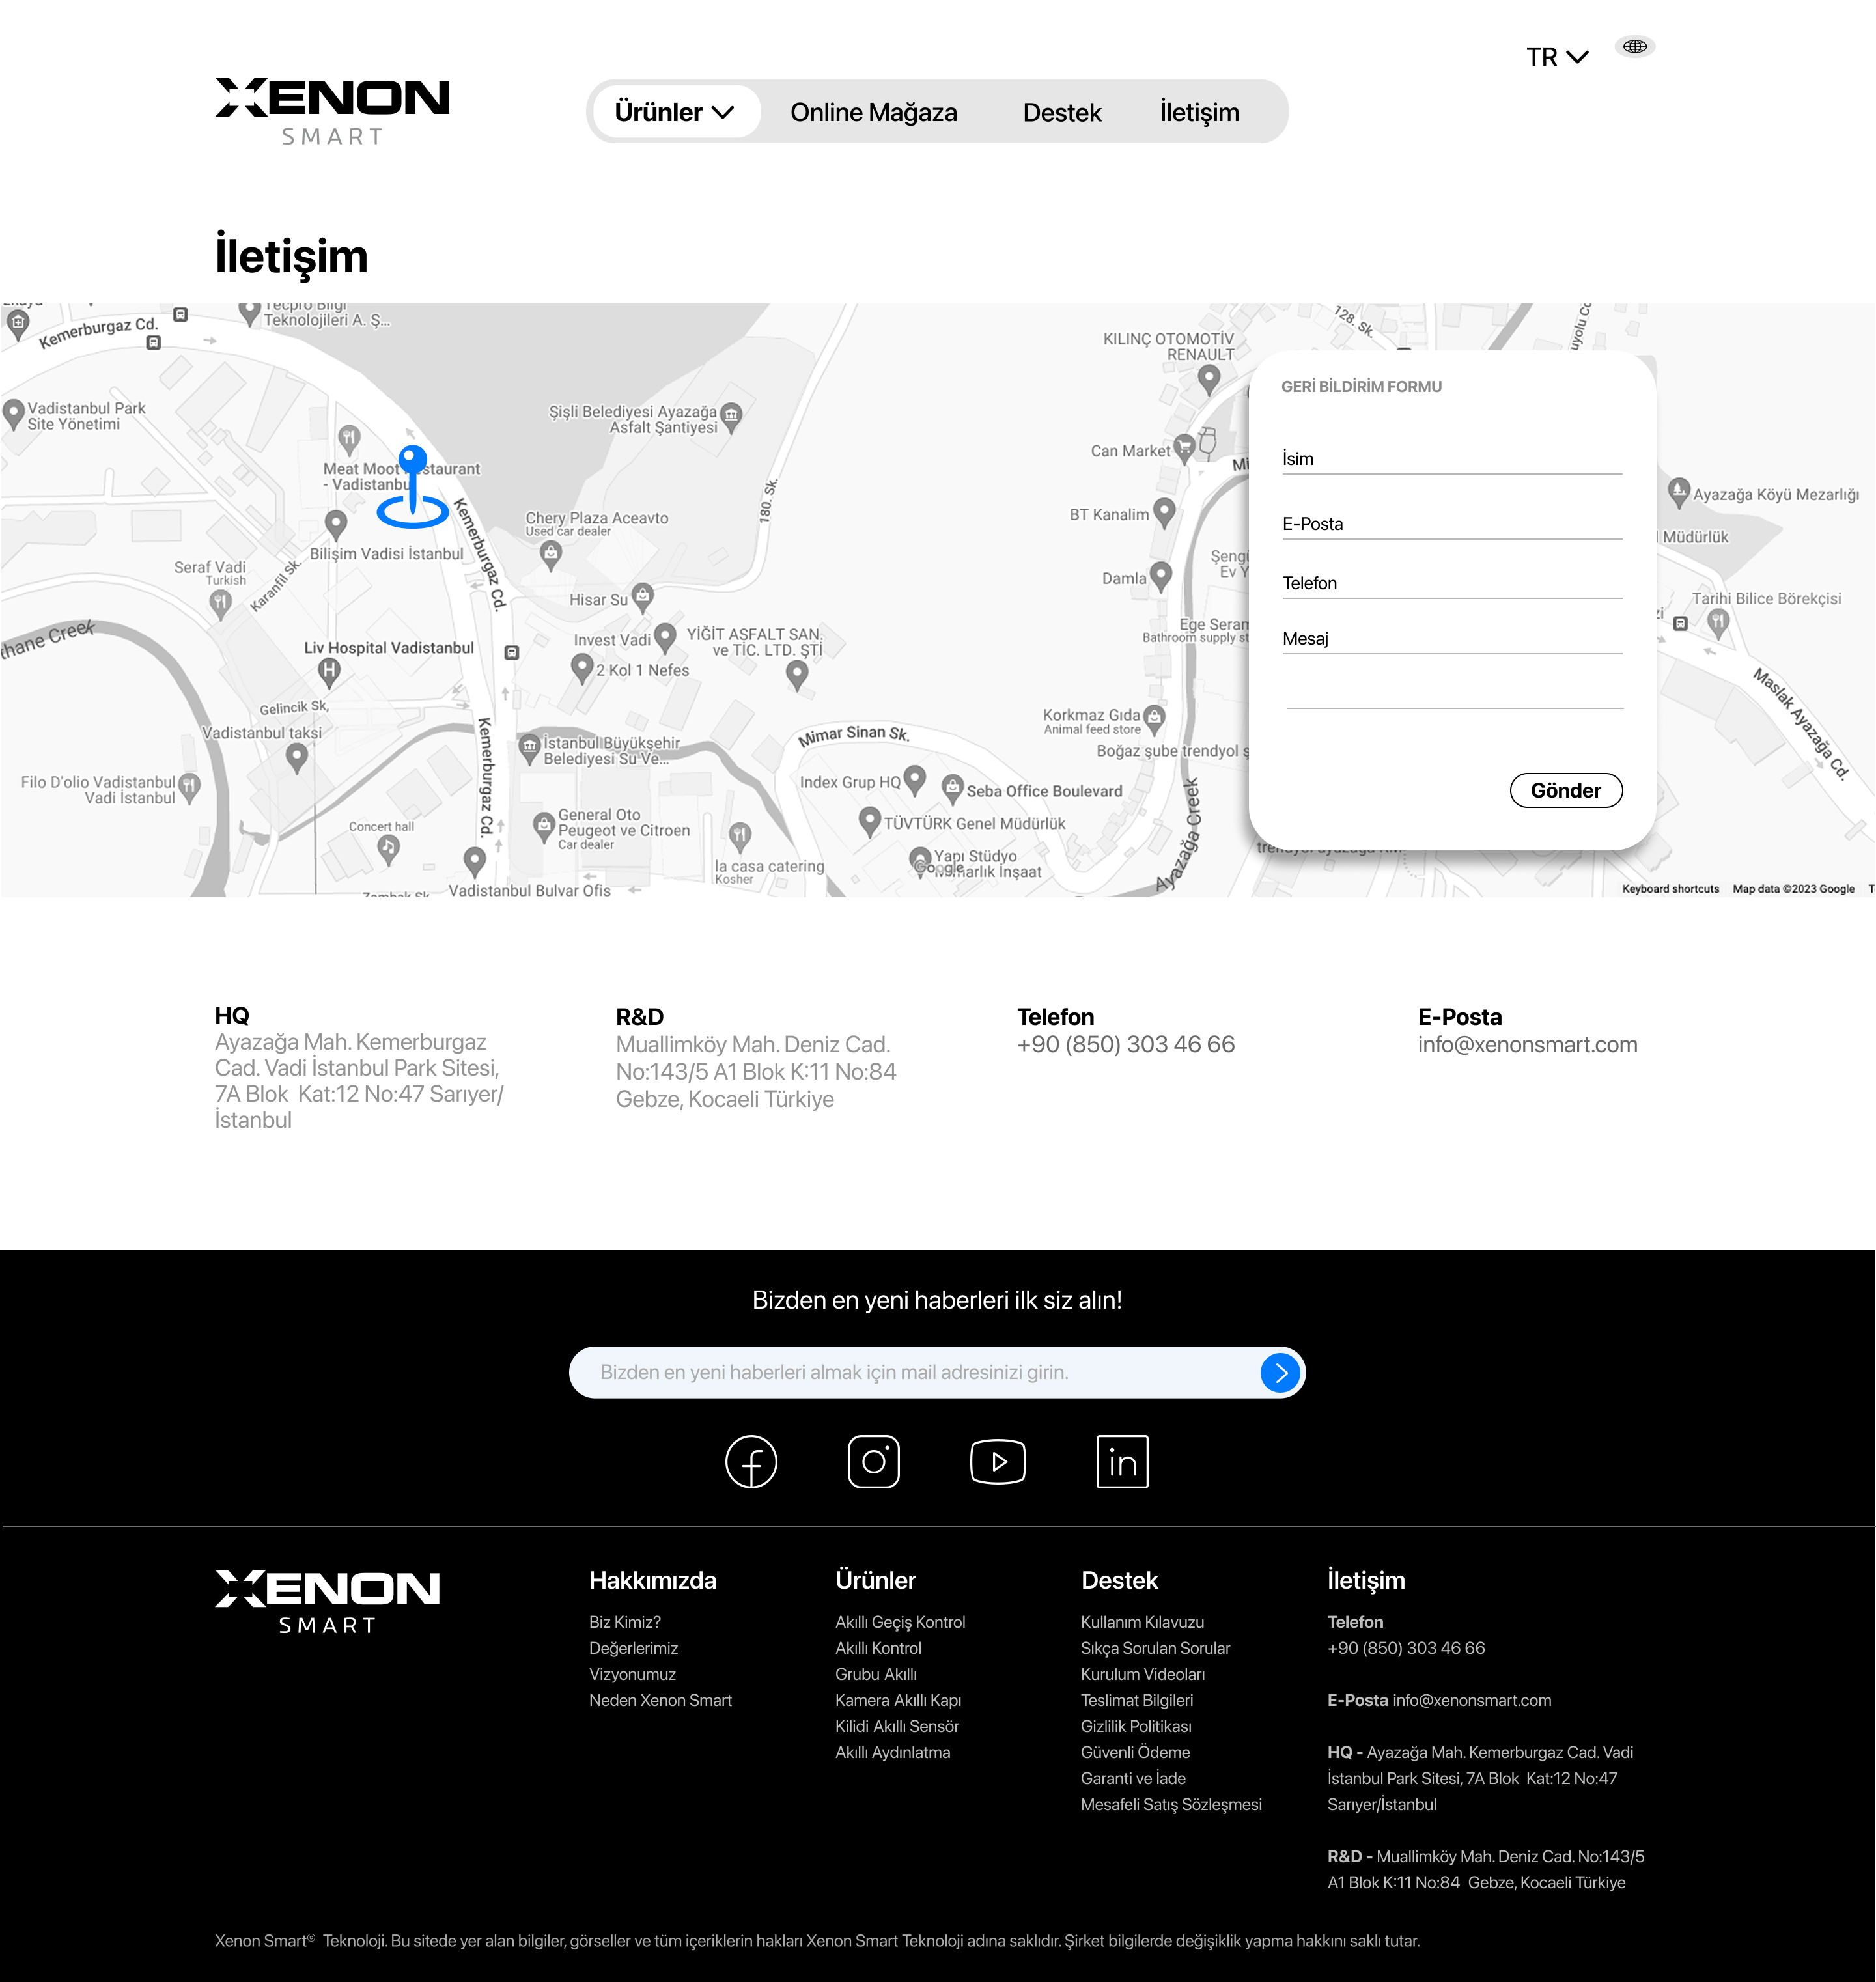 TR
XENON
SMART
Ürünler
Online Mağaza
Destek
İletişim
İletişim
Tecpro Bilgi
Teknolojileri A. Ş...
Kemerburgaz Cd.
128. Sk.
KILINÇ OTOMOTİV
RENAULT
Vadistanbul Park
Site Yönetimi
Şişli Belediyesi Ayazağa
Asfalt Şantiyesi
Can Market
Meat Moot Restaurant
- Vadistanbul
Kemerburgaz Cd.
180. Sk.
BT Kanalim
Ayazağa Köyü Mezarlığı
Chery Plaza Aceavto
Used car dealer
Bilişim Vadisi İstanbul
l Müdürlük
Seraf Vadi
Turkish
Karanfil Sk.
Damla
Hisar Su
Tarihi Bilice Börekçisi
thane Creek
Liv Hospital Vadistanbul
Invest Vadi
YİĞİT ASFALT SAN.
ve TİC. LTD. ŞTİ
Ege Seram
Bathroom supply st
2 Kol 1 Nefes
Maslak Ayazağa Cd.
Gelincik Sk,
Vadistanbul taksi
Kemerburgaz Cd.
İstanbul Büyükşehir
Belediyesi Su Ve...
Mimar Sinan Sk.
Korkmaz Gıda
Animal feed store
Boğaz şube trendyol ş
Filo D'olio Vadistanbul
Vadi İstanbul
Index Grup HQ
Seba Office Boulevard
Concert hall
General Oto
Peugeot ve Citroen
Car dealer
TÜVTÜRK Genel Müdürlük
Ayazağa Creek
la casa catering
Kosher
Yapı Stüdyo
Mimarlık İnşaat
Google
Vadistanbul Bulvar Ofis
Zambak Sk.
Keyboard shortcuts
Map data ©2023 Google
GERİ BİLDİRİM FORMU
İsim
E-Posta
Telefon
Mesaj
Gönder
HQ
Ayazağa Mah. Kemerburgaz
Cad. Vadi İstanbul Park Sitesi,
7A Blok Kat:12 No:47 Sarıyer/
İstanbul
R&D
Muallimköy Mah. Deniz Cad.
No:143/5 A1 Blok K:11 No:84
Gebze, Kocaeli Türkiye
Telefon
+90 (850) 303 46 66
E-Posta
info@xenonsmart.com
Bizden en yeni haberleri ilk siz alın!
Bizden en yeni haberleri almak için mail adresinizi girin.
in
XENON
SMART
Hakkımızda
Biz Kimiz?
Değerlerimiz
Vizyonumuz
Neden Xenon Smart
Ürünler
Akıllı Geçiş Kontrol
Akıllı Kontrol
Grubu Akıllı
Kamera Akıllı Kapı
Kilidi Akıllı Sensör
Akıllı Aydınlatma
Destek
Kullanım Kılavuzu
Sıkça Sorulan Sorular
Kurulum Videoları
Teslimat Bilgileri
Gizlilik Politikası
Güvenli Ödeme
Garanti ve İade
Mesafeli Satış Sözleşmesi
İletişim
Telefon
+90 (850) 303 46 66
E-Posta info@xenonsmart.com
HQ - Ayazağa Mah. Kemerburgaz Cad. Vadi
İstanbul Park Sitesi, 7A Blok Kat:12 No:47
Sarıyer/İstanbul
R&D - Muallimköy Mah. Deniz Cad. No:143/5
A1 Blok K:11 No:84 Gebze, Kocaeli Türkiye
Xenon Smart© Teknoloji. Bu sitede yer alan bilgiler, görseller ve tüm içeriklerin hakları Xenon Smart Teknoloji adına saklıdır. Şirket bilgilerde değişiklik yapma hakkını saklı tutar.